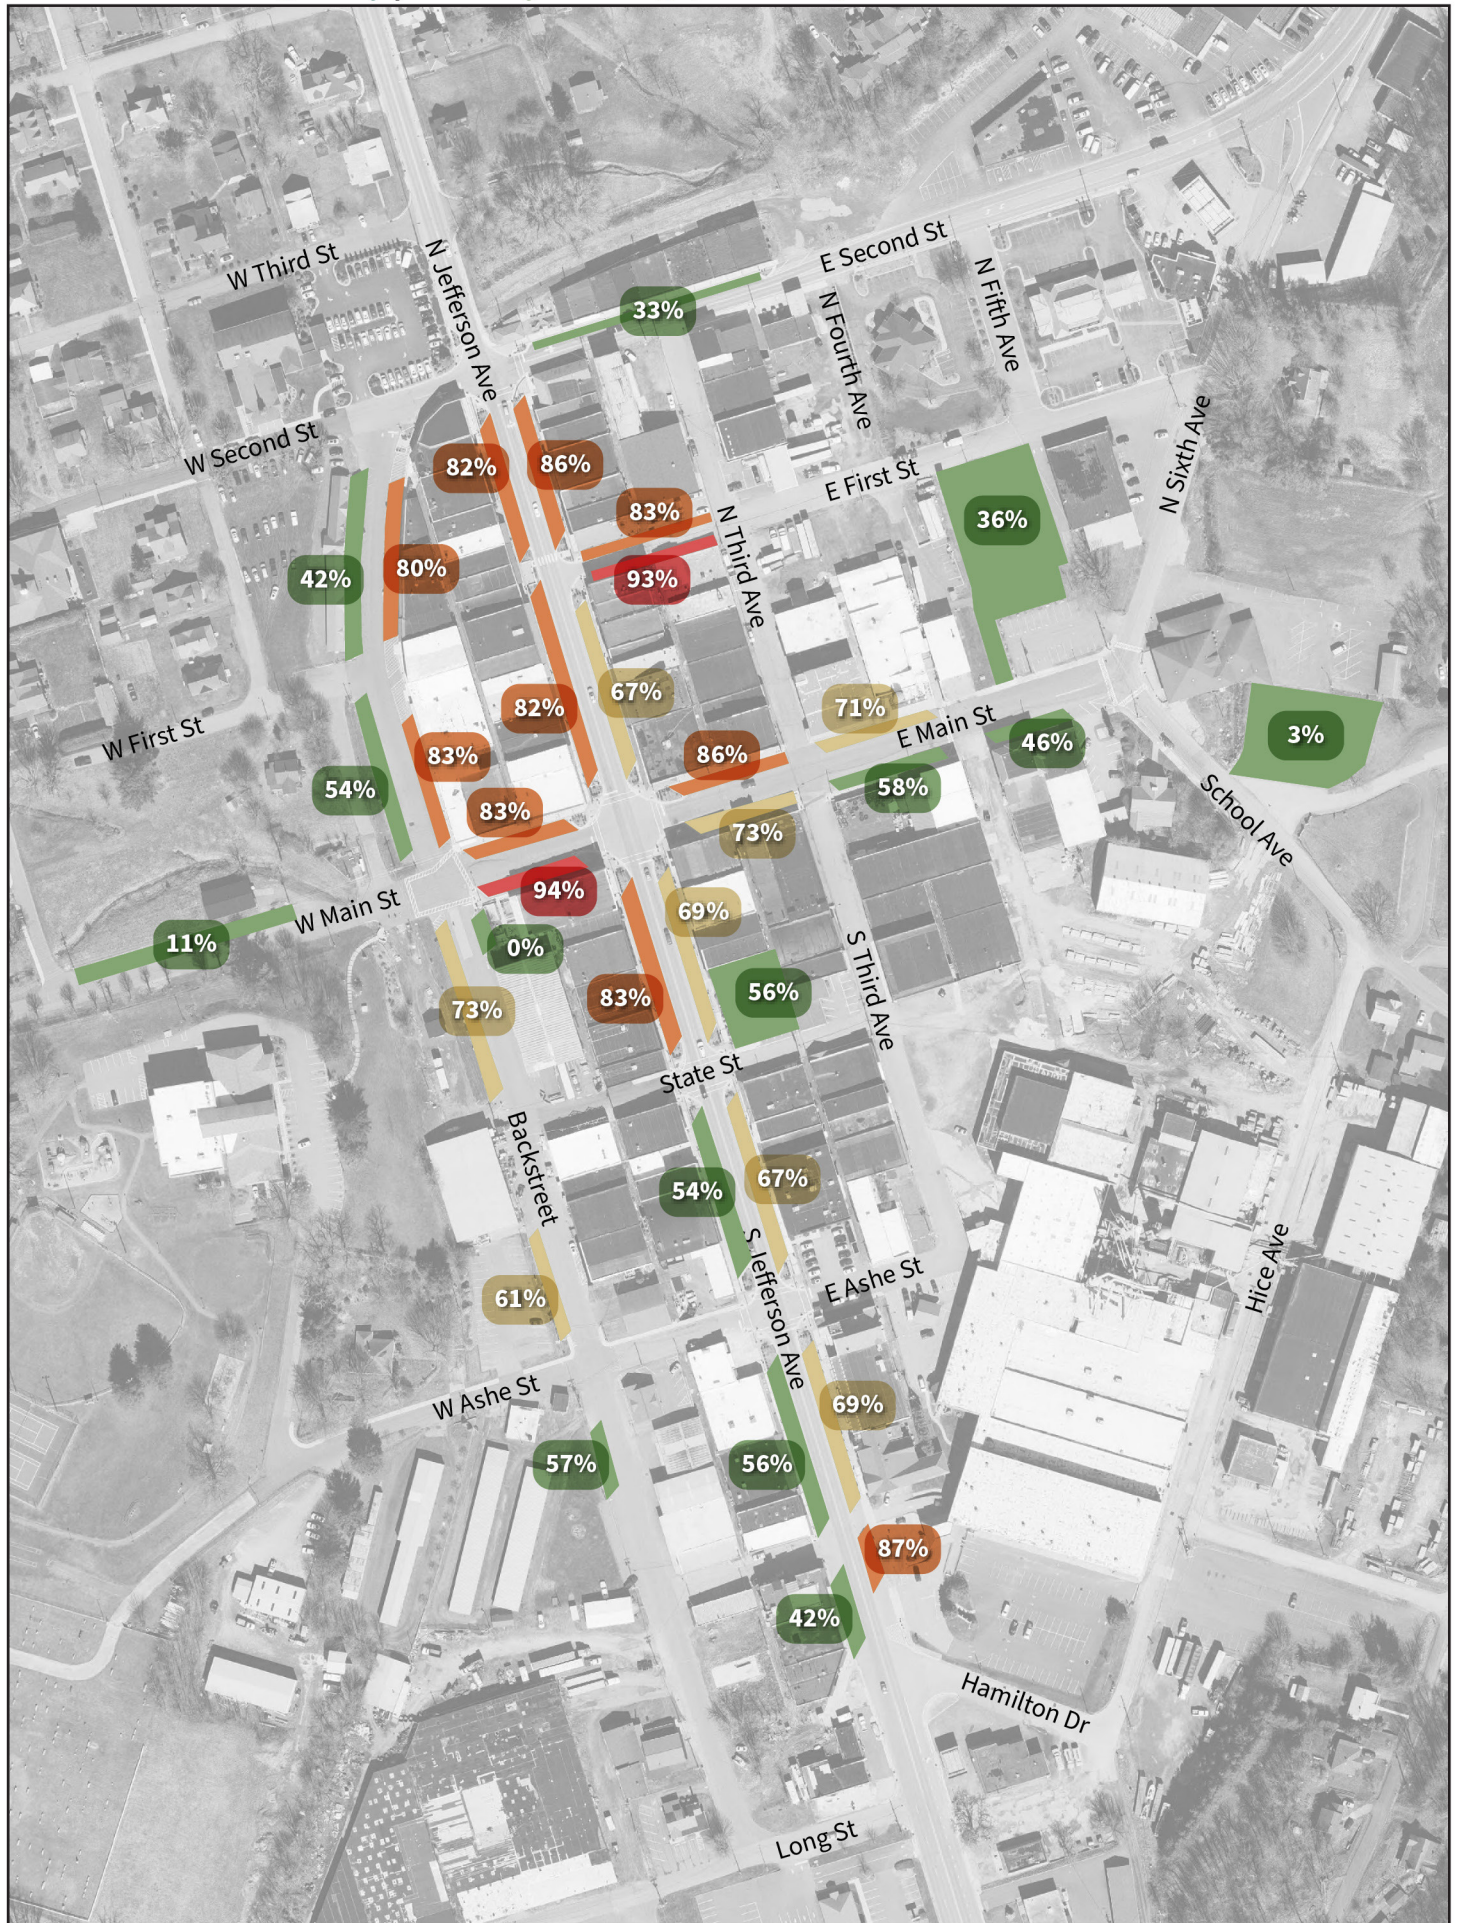 W Third St
N Jefferson Ave
E Second St
33%
N Fourth Ave
N Fifth Ave
W Second St
82%
86%
E First St
N Sixth Ave
83%
36%
N Third Ave
42%
80%
93%
67%
82%
71%
E Main St
W First St
83%
86%
46%
3%
54%
58%
83%
73%
School Ave
94%
W Main St
69%
11%
0%
73%
83%
56%
S Third Ave
State St
Backstreet
54%
67%
S Jefferson Ave
E Ashe St
Hice Ave
61%
W Ashe St
69%
57%
56%
87%
42%
Hamilton Dr
Long St